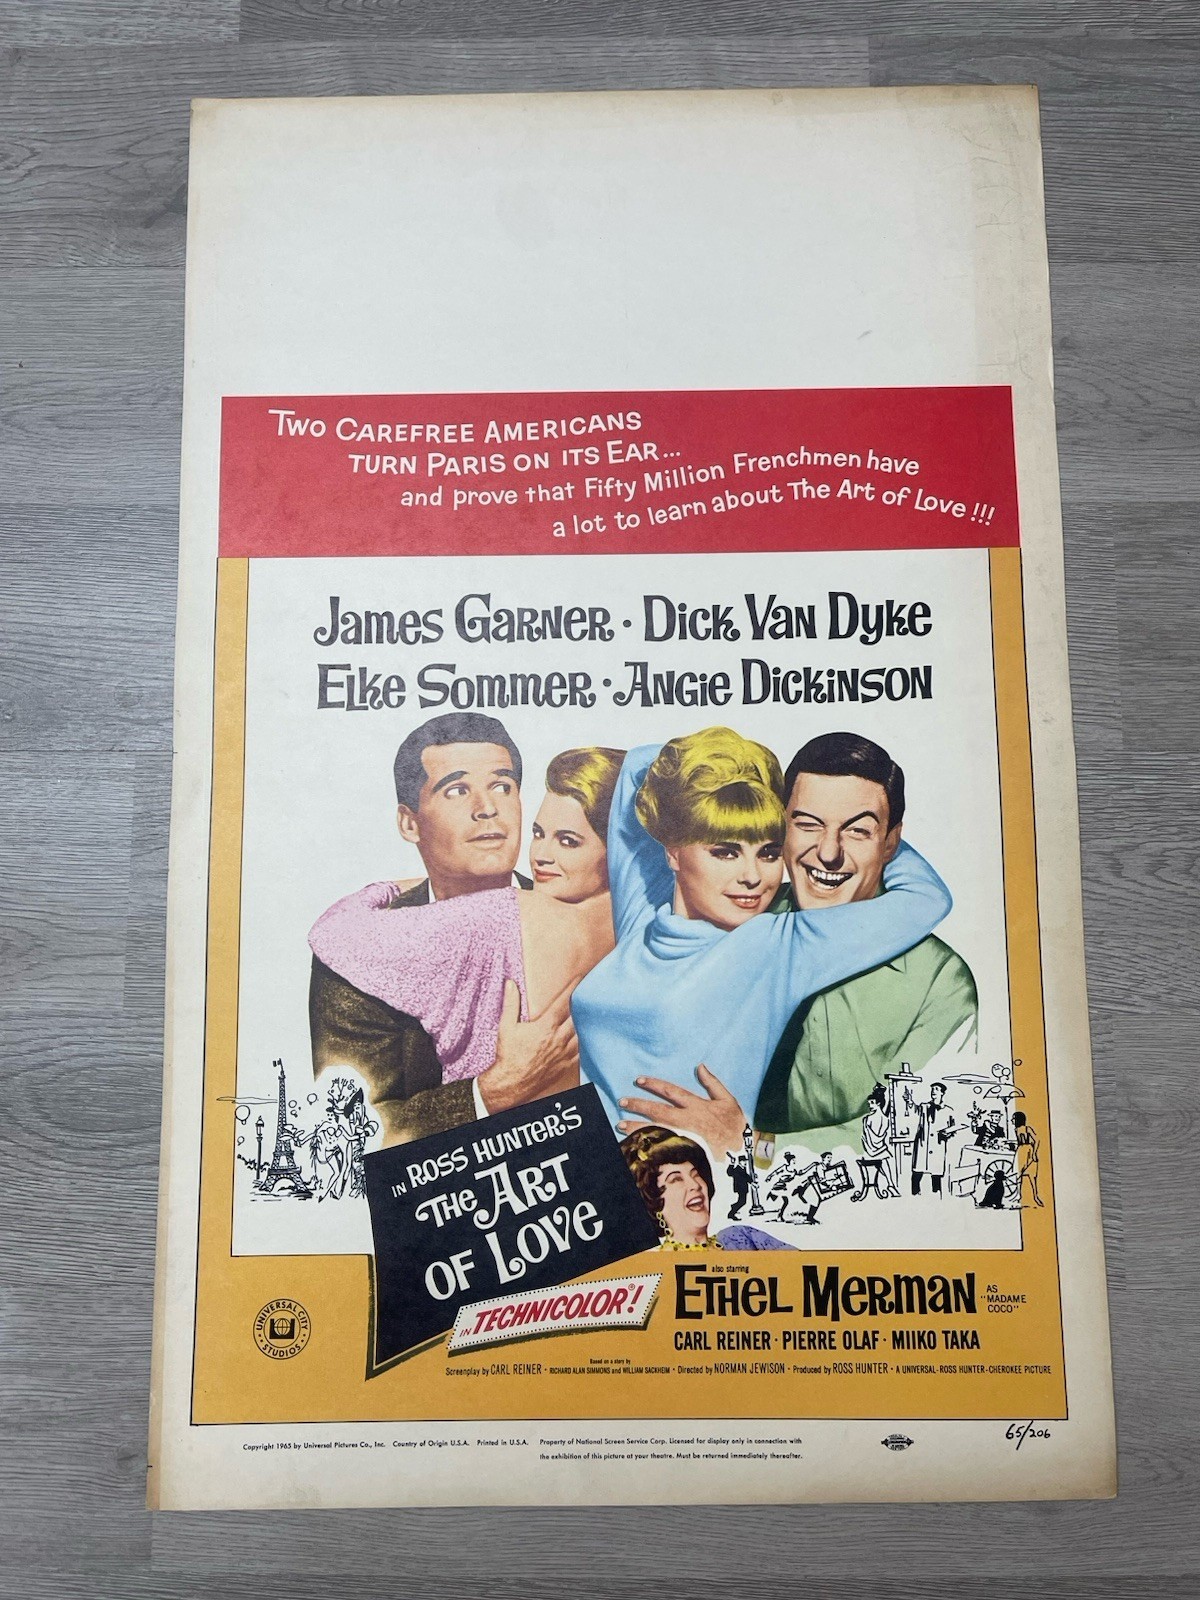 Two Carefree Americans
turn Paris on its Ear...
and prove that Fifty Million Frenchmen have
a lot to learn about The Art of Love!!!
James Garner · Dick Van Dyke
Elke Sommer · Angie Dickinson
in Ross Hunter's
The Art
of Love
in Technicolor®!
also starring
Ethel Merman
AS
"MADAME
COCO"
CARL REINER · PIERRE OLAF · MIIKO TAKA
UNIVERSAL CITY
STUDIOS
Based on a story by
Screenplay by CARL REINER · RICHARD ALAN SIMMONS and WILLIAM SACKHEIM · Directed by NORMAN JEWISON · Produced by ROSS HUNTER · A UNIVERSAL-ROSS HUNTER-CHEROKEE PICTURE
Copyright 1965 by Universal Pictures Co., Inc. Country of Origin U.S.A. Printed in U.S.A.
Property of National Screen Service Corp. Licensed for display only in connection with
the exhibition of this picture at your theatre. Must be returned immediately thereafter.
65/206